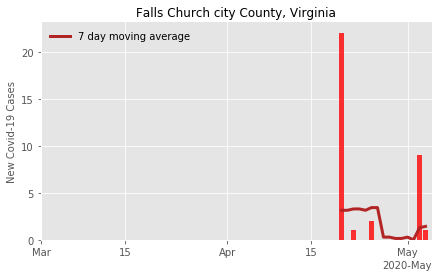 Falls Church city County, Virginia
7 day moving average
New Covid-19 Cases
20
15
10
5
0
Mar
15
Apr
15
May
2020-May